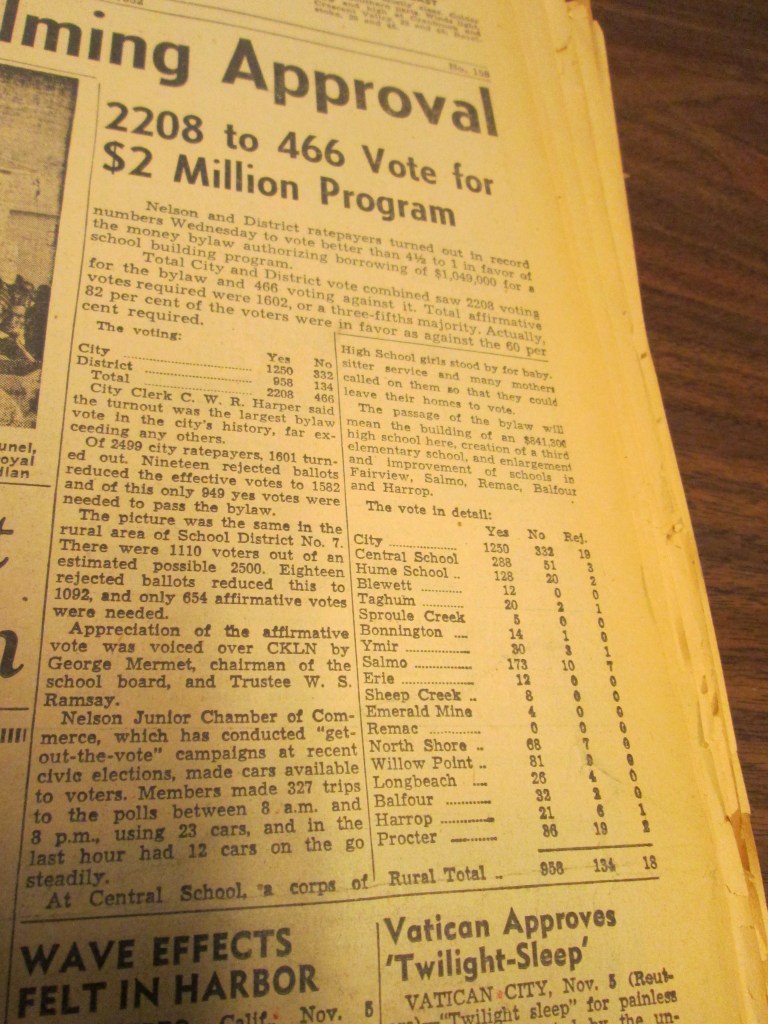 lming Approval
No. 158
2208 to 466 Vote for
$2 Million Program
Nelson and District ratepayers turned out in record
numbers Wednesday to vote better than 4½ to 1 in favor of
the money bylaw authorizing borrowing of $1,049,000 for a
school building program.
Total City and District vote combined saw 2208 voting
for the bylaw and 466 voting against it. Total affirmative
votes required were 1602, or a three-fifths majority. Actually,
82 per cent of the voters were in favor as against the 60 per
cent required.
The voting:
Yes No
City 1250 332
District 958 134
Total 2208 466
City Clerk C. W. R. Harper said
the turnout was the largest bylaw
vote in the city's history, far ex-
ceeding any others.
Of 2499 city ratepayers, 1601 turn-
ed out. Nineteen rejected ballots
reduced the effective votes to 1582
and of this only 949 yes votes were
needed to pass the bylaw.
The picture was the same in the
rural area of School District No. 7.
There were 1110 voters out of an
estimated possible 2500. Eighteen
rejected ballots reduced this to
1092, and only 654 affirmative votes
were needed.
Appreciation of the affirmative
vote was voiced over CKLN by
George Mermet, chairman of the
school board, and Trustee W. S.
Ramsay.
Nelson Junior Chamber of Com-
merce, which has conducted "get-
out-the-vote" campaigns at recent
civic elections, made cars available
to voters. Members made 327 trips
to the polls between 8 a.m. and
8 p.m., using 23 cars, and in the
last hour had 12 cars on the go
steadily.
At Central School, a corps of
High School girls stood by for baby-
sitter service and many mothers
called on them so that they could
leave their homes to vote.
The passage of the bylaw will
mean the building of an $841,306
high school here, creation of a third
elementary school, and enlargement
and improvement of schools in
Fairview, Salmo, Remac, Balfour
and Harrop.
The vote in detail:
Yes No Rej.
City 1250 332 19
Central School 288 51 3
Hume School 128 20 2
Blewett 12 0 0
Taghum 20 2 1
Sproule Creek 5 0 0
Bonnington 14 1 0
Ymir 30 3 1
Salmo 173 10 7
Erie 12 0 0
Sheep Creek 8 0 0
Emerald Mine 4 0 0
Remac 0 0 0
North Shore 68 7 0
Willow Point 81 0
Longbeach 26 4 0
Balfour 32 2 0
Harrop 21 6 1
Procter 36 19 2
Rural Total 958 134 18
unel,
oyal
lian
WAVE EFFECTS
FELT IN HARBOR
Calif. Nov. 5
Vatican Approves
'Twilight-Sleep'
VATICAN CITY, Nov. 5 (Reut-
"Twilight sleep" for painless
by the un-